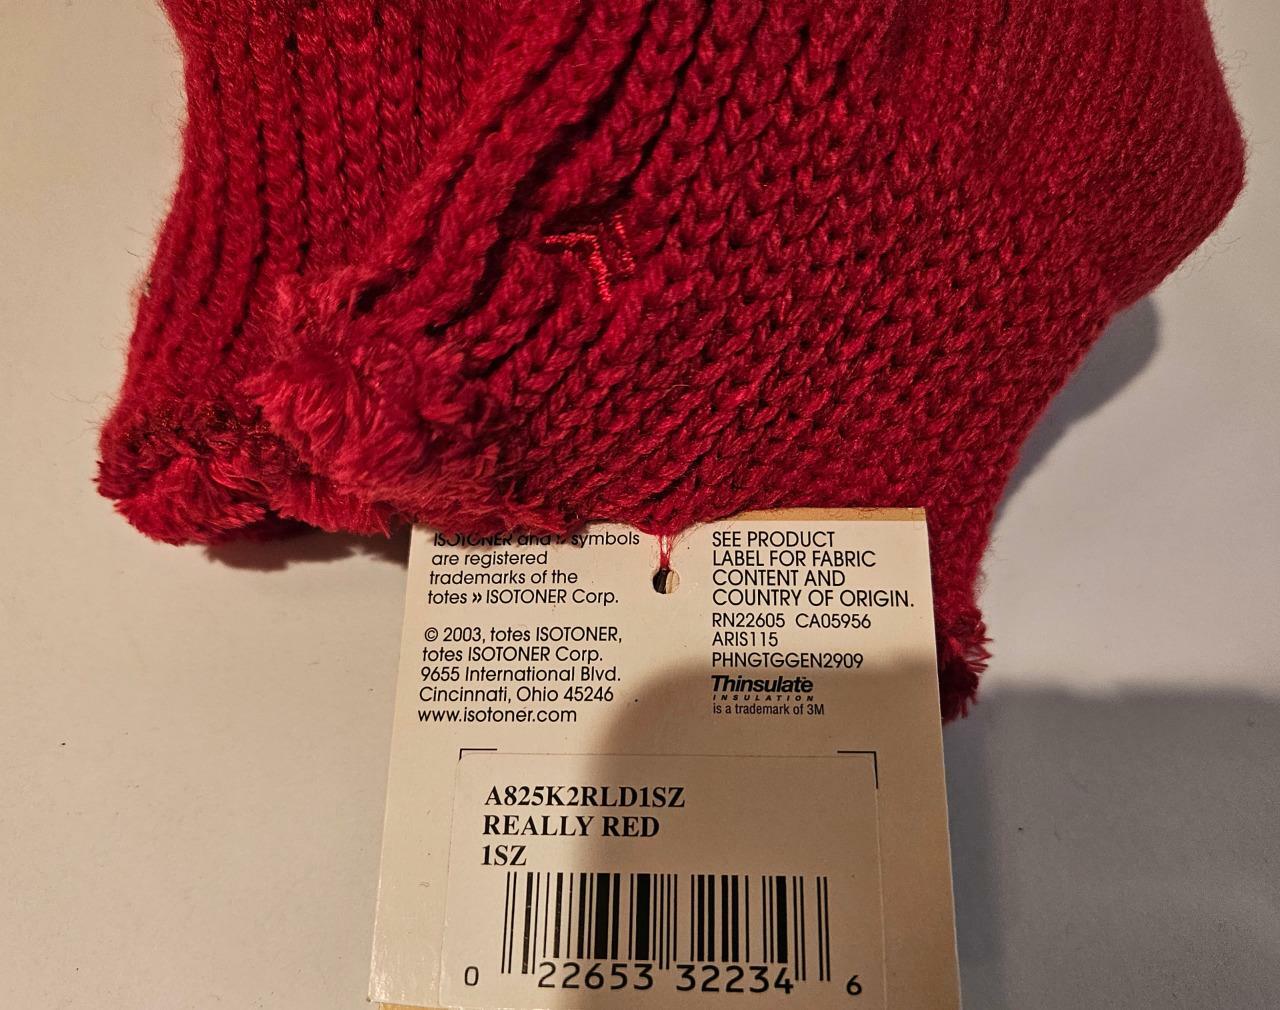 ISOTONER and » symbols
are registered
trademarks of the
totes » ISOTONER Corp.
© 2003, totes ISOTONER,
totes ISOTONER Corp.
9655 International Blvd.
Cincinnati, Ohio 45246
www.isotoner.com
SEE PRODUCT
LABEL FOR FABRIC
CONTENT AND
COUNTRY OF ORIGIN.
RN22605 CA05956
ARIS115
PHNGTGGEN2909
Thinsulate
INSULATION
is a trademark of 3M
A825K2RLD1SZ
REALLY RED
1SZ
0 22653 32234 6